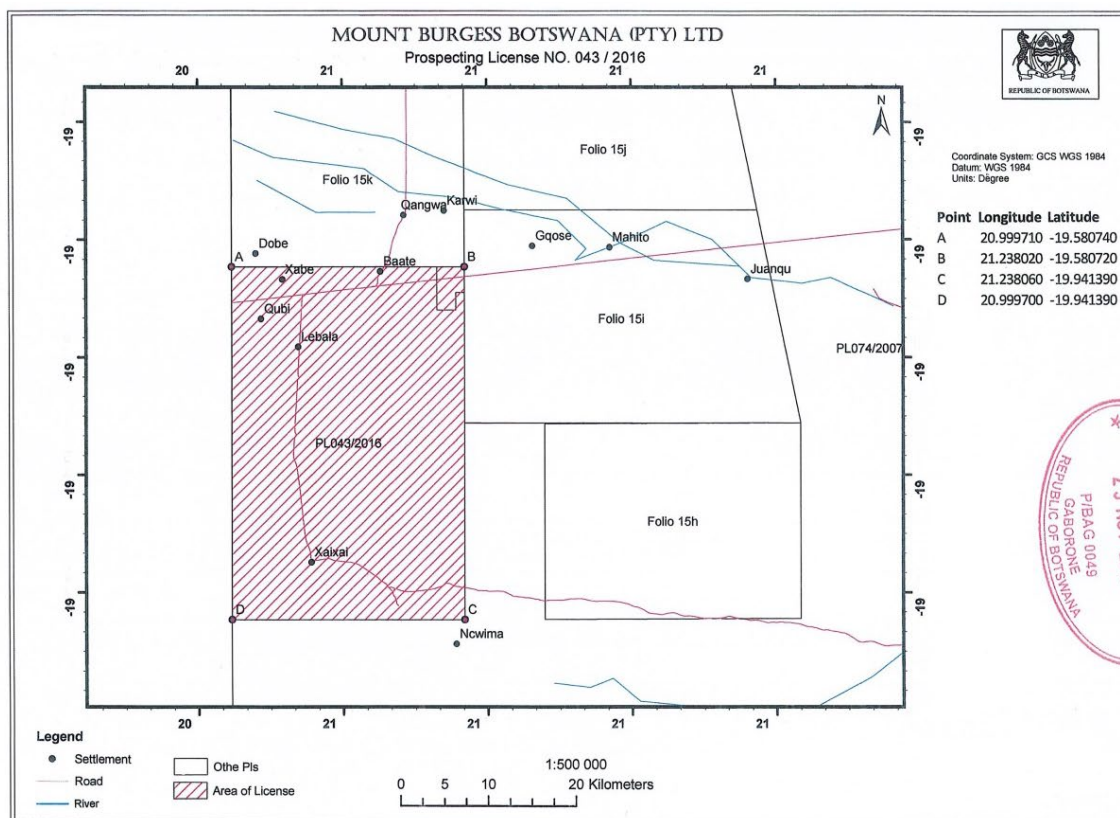 MOUNT BURGESS BOTSWANA (PTY) LTD
Prospecting License NO. 043 / 2016
REPUBLIC OF BOTSWANA
20 21 21 21 21
N
-19
-19
-19
-19
-19
-19
-19
-19
-19
-19
Folio 15j
Folio 15k
Qangwa
Karwi
Dobe
Gqose
Mahito
A
Xabe
Baate
B
Juanqu
Qubi
Folio 15i
Lebala
PL074/2007
PL043/2016
Folio 15h
Xaixai
D
C
Ncwima
20 21 21 21 21
Coordinate System: GCS WGS 1984
Datum: WGS 1984
Units: Degree
Point Longitude Latitude
A 20.999710 -19.580740
B 21.238020 -19.580720
C 21.238060 -19.941390
D 20.999700 -19.941390
P/BAG 0049
GABORONE
REPUBLIC OF BOTSWANA
Legend
Settlement
Road
River
Othe Pls
Area of License
1:500 000
0 5 10 20 Kilometers